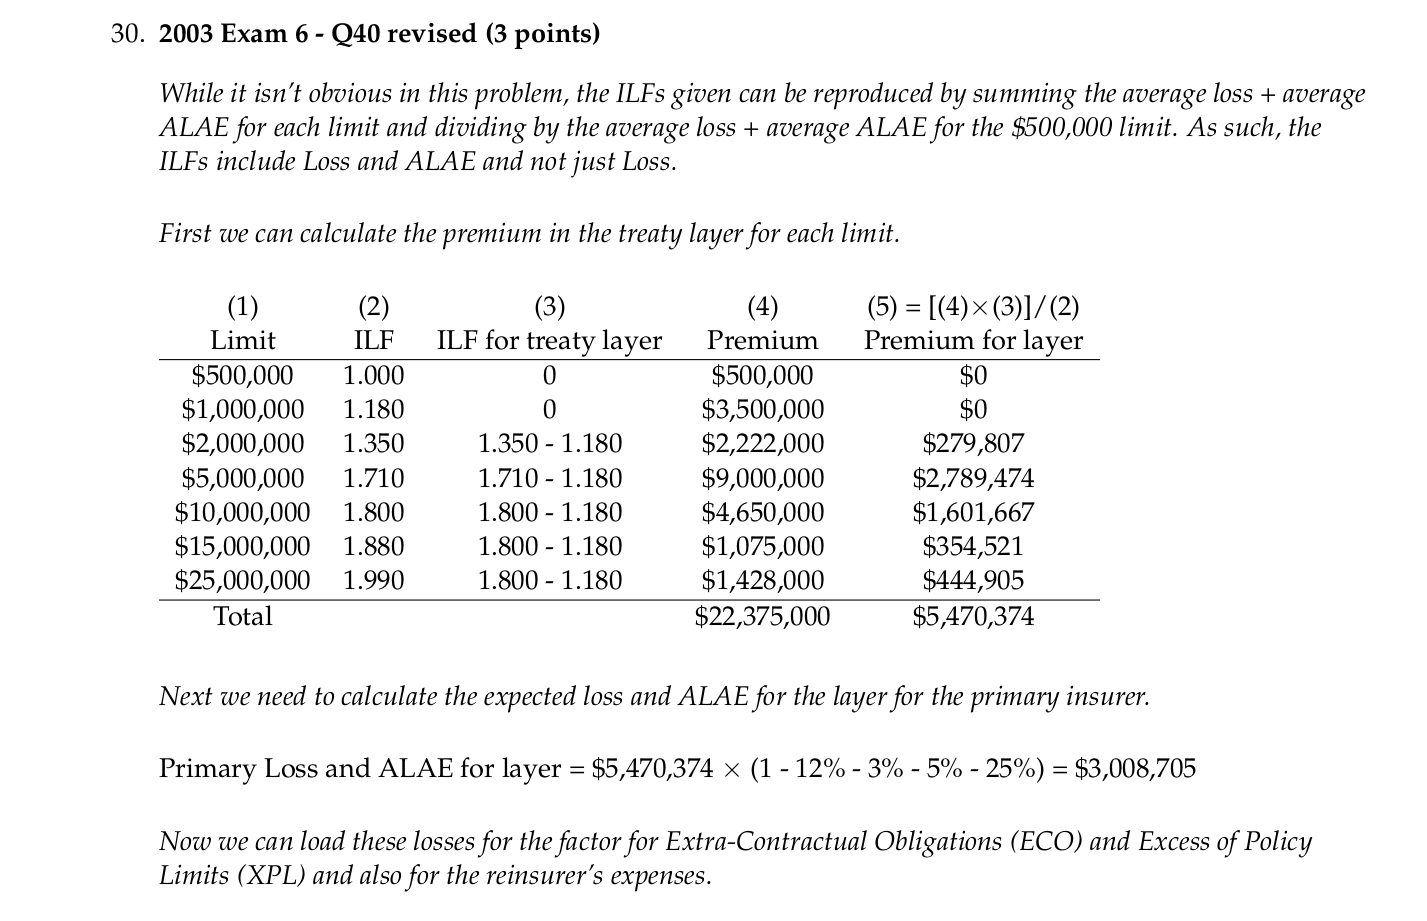 30. 2003 Exam 6 - Q40 revised (3 points)
While it isn't obvious in this problem, the ILFs given can be reproduced by summing the average loss + average
ALAE for each limit and dividing by the average loss + average ALAE for the $500,000 limit. As such, the
ILFs include Loss and ALAE and not just Loss.
First we can calculate the premium in the treaty layer for each limit.
(1) (2) (3) (4) (5) = [(4)×(3)]/(2)
Limit ILF ILF for treaty layer Premium Premium for layer
$500,000 1.000 0 $500,000 $0
$1,000,000 1.180 0 $3,500,000 $0
$2,000,000 1.350 1.350 - 1.180 $2,222,000 $279,807
$5,000,000 1.710 1.710 - 1.180 $9,000,000 $2,789,474
$10,000,000 1.800 1.800 - 1.180 $4,650,000 $1,601,667
$15,000,000 1.880 1.800 - 1.180 $1,075,000 $354,521
$25,000,000 1.990 1.800 - 1.180 $1,428,000 $444,905
Total $22,375,000 $5,470,374
Next we need to calculate the expected loss and ALAE for the layer for the primary insurer.
Primary Loss and ALAE for layer = $5,470,374 × (1 - 12% - 3% - 5% - 25%) = $3,008,705
Now we can load these losses for the factor for Extra-Contractual Obligations (ECO) and Excess of Policy
Limits (XPL) and also for the reinsurer's expenses.